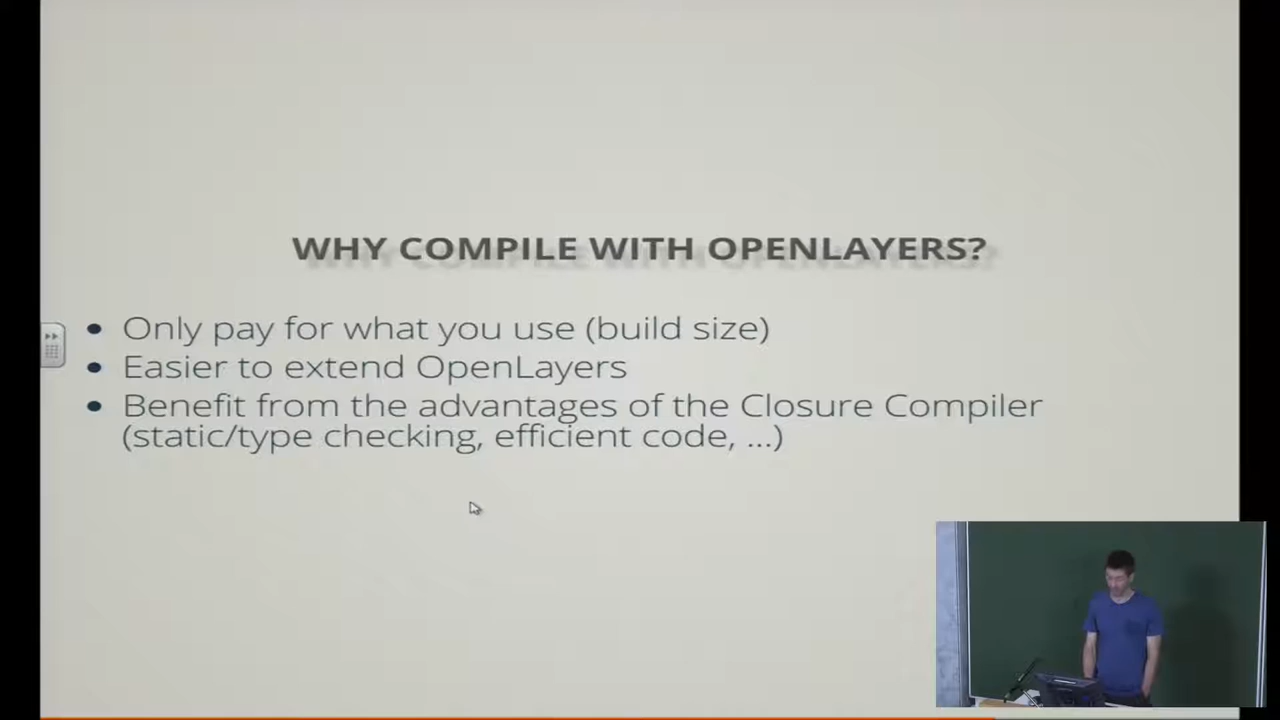 WHY COMPILE WITH OPENLAYERS?
• Only pay for what you use (build size)
• Easier to extend OpenLayers
• Benefit from the advantages of the Closure Compiler
(static/type checking, efficient code, ...)